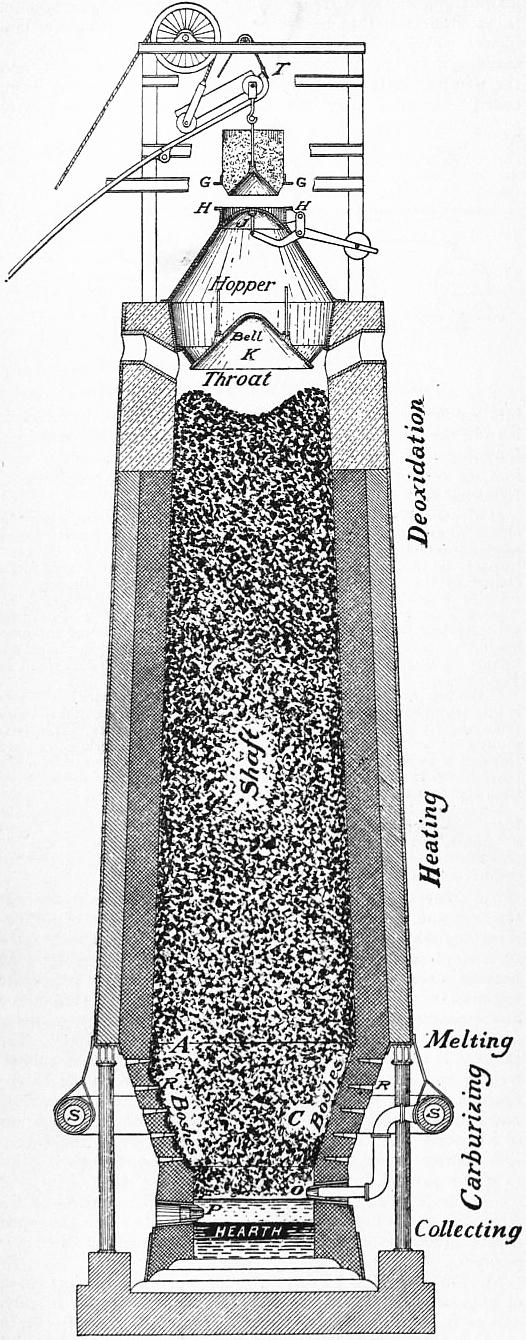 T
G G
H H
J
Hopper
Bell
K
Throat
Deoxidation
Shaft
Heating
A
Melting
R R
Boshes C Boshes
S S
Carburizing
O
P
HEARTH
Collecting